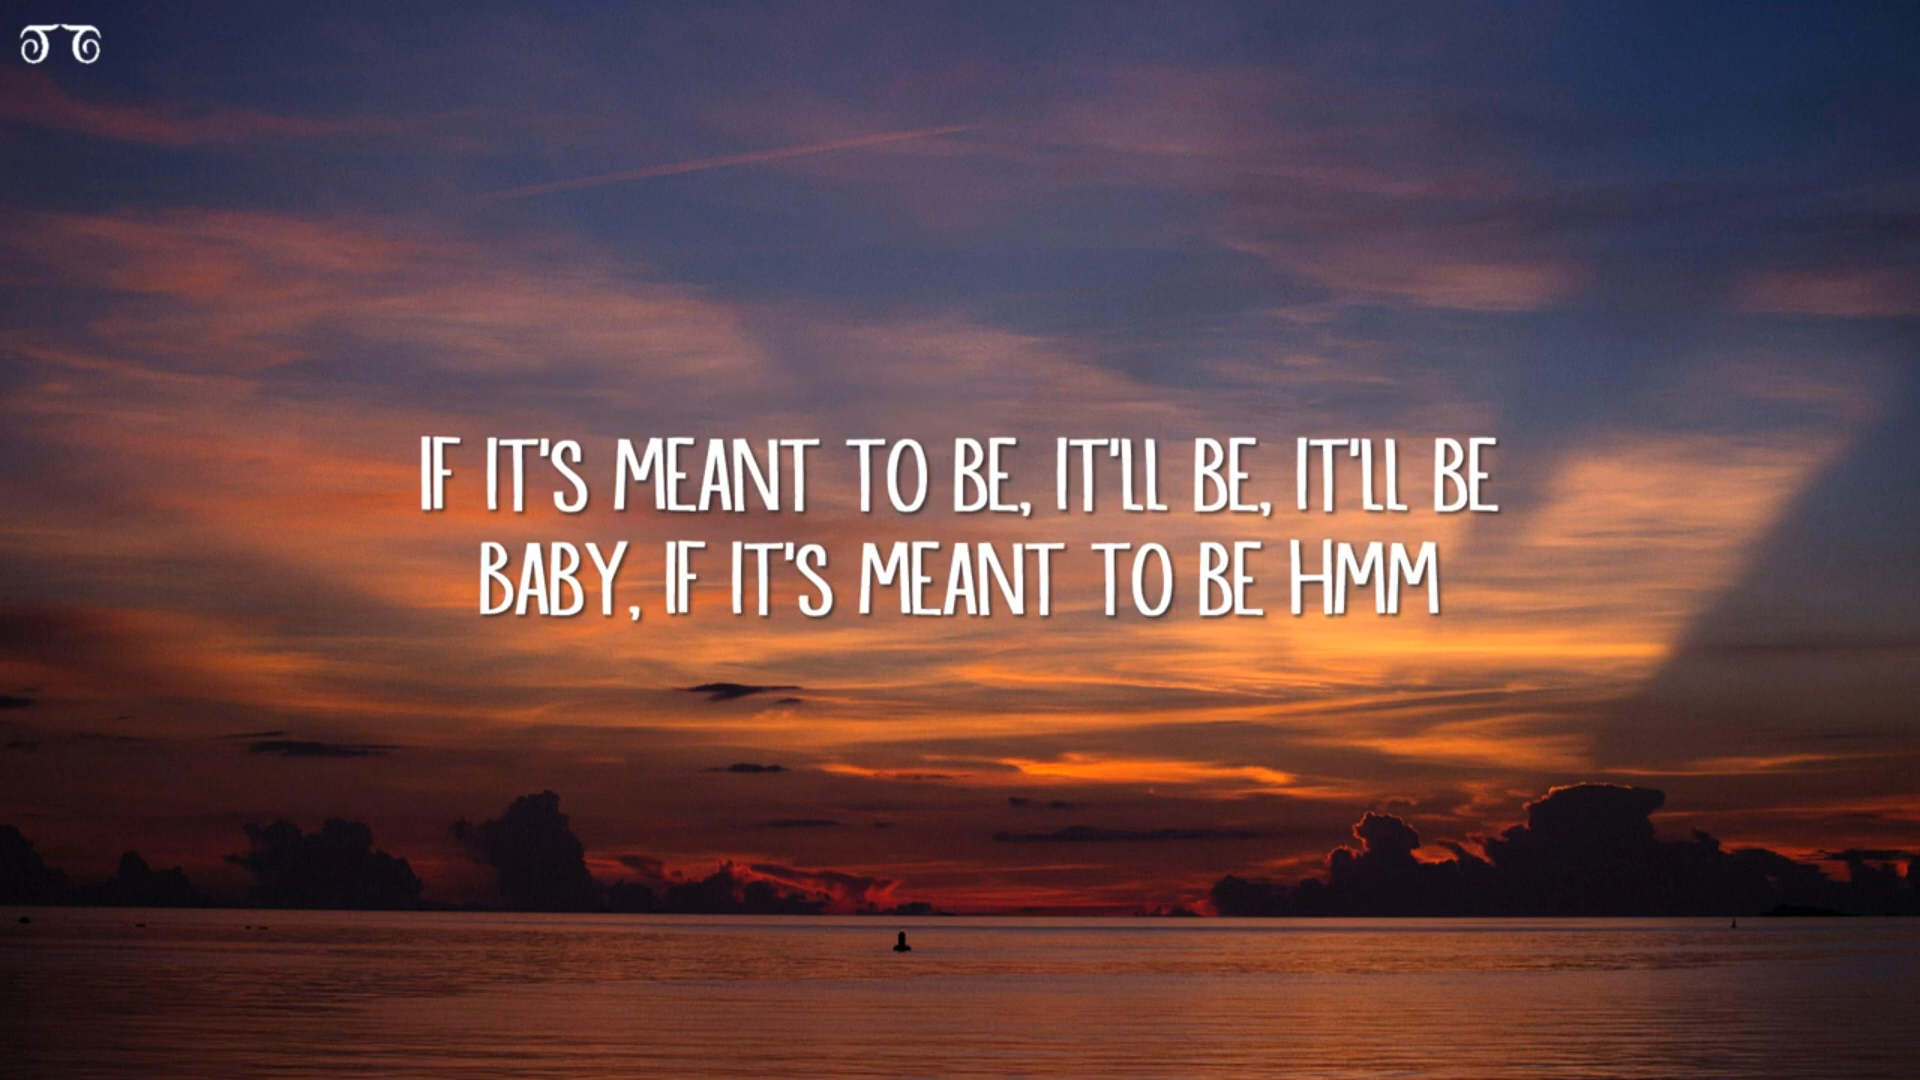 IF IT'S MEANT TO BE, IT'LL BE, IT'LL BE
BABY, IF IT'S MEANT TO BE HMM